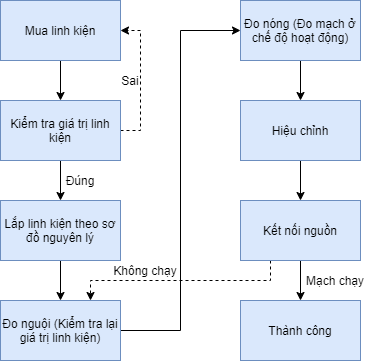 Mua linh kiện
Sai
Kiểm tra giá trị linh
kiện
Đúng
Lắp linh kiện theo sơ
đồ nguyên lý
Đo nguội (Kiểm tra lại
giá trị linh kiện)
Đo nóng (Đo mạch ở
chế độ hoạt động)
Hiệu chỉnh
Kết nối nguồn
Không chạy
Mạch chạy
Thành công